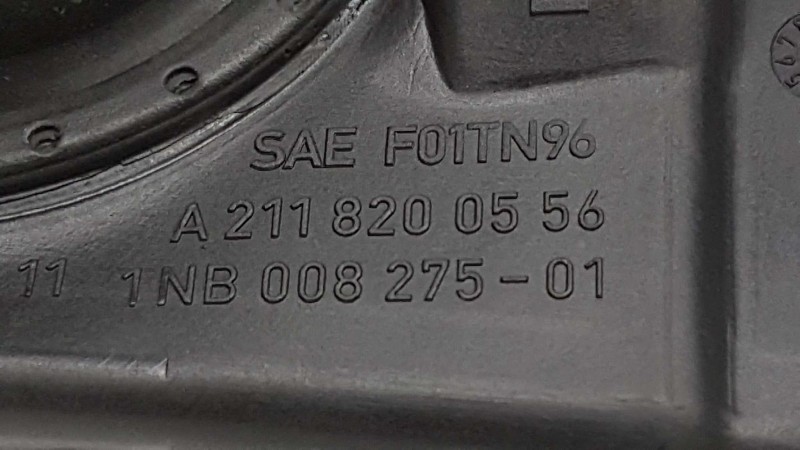 SAE F01TN96
A 211 820 05 56
11 1NB 008 275-01